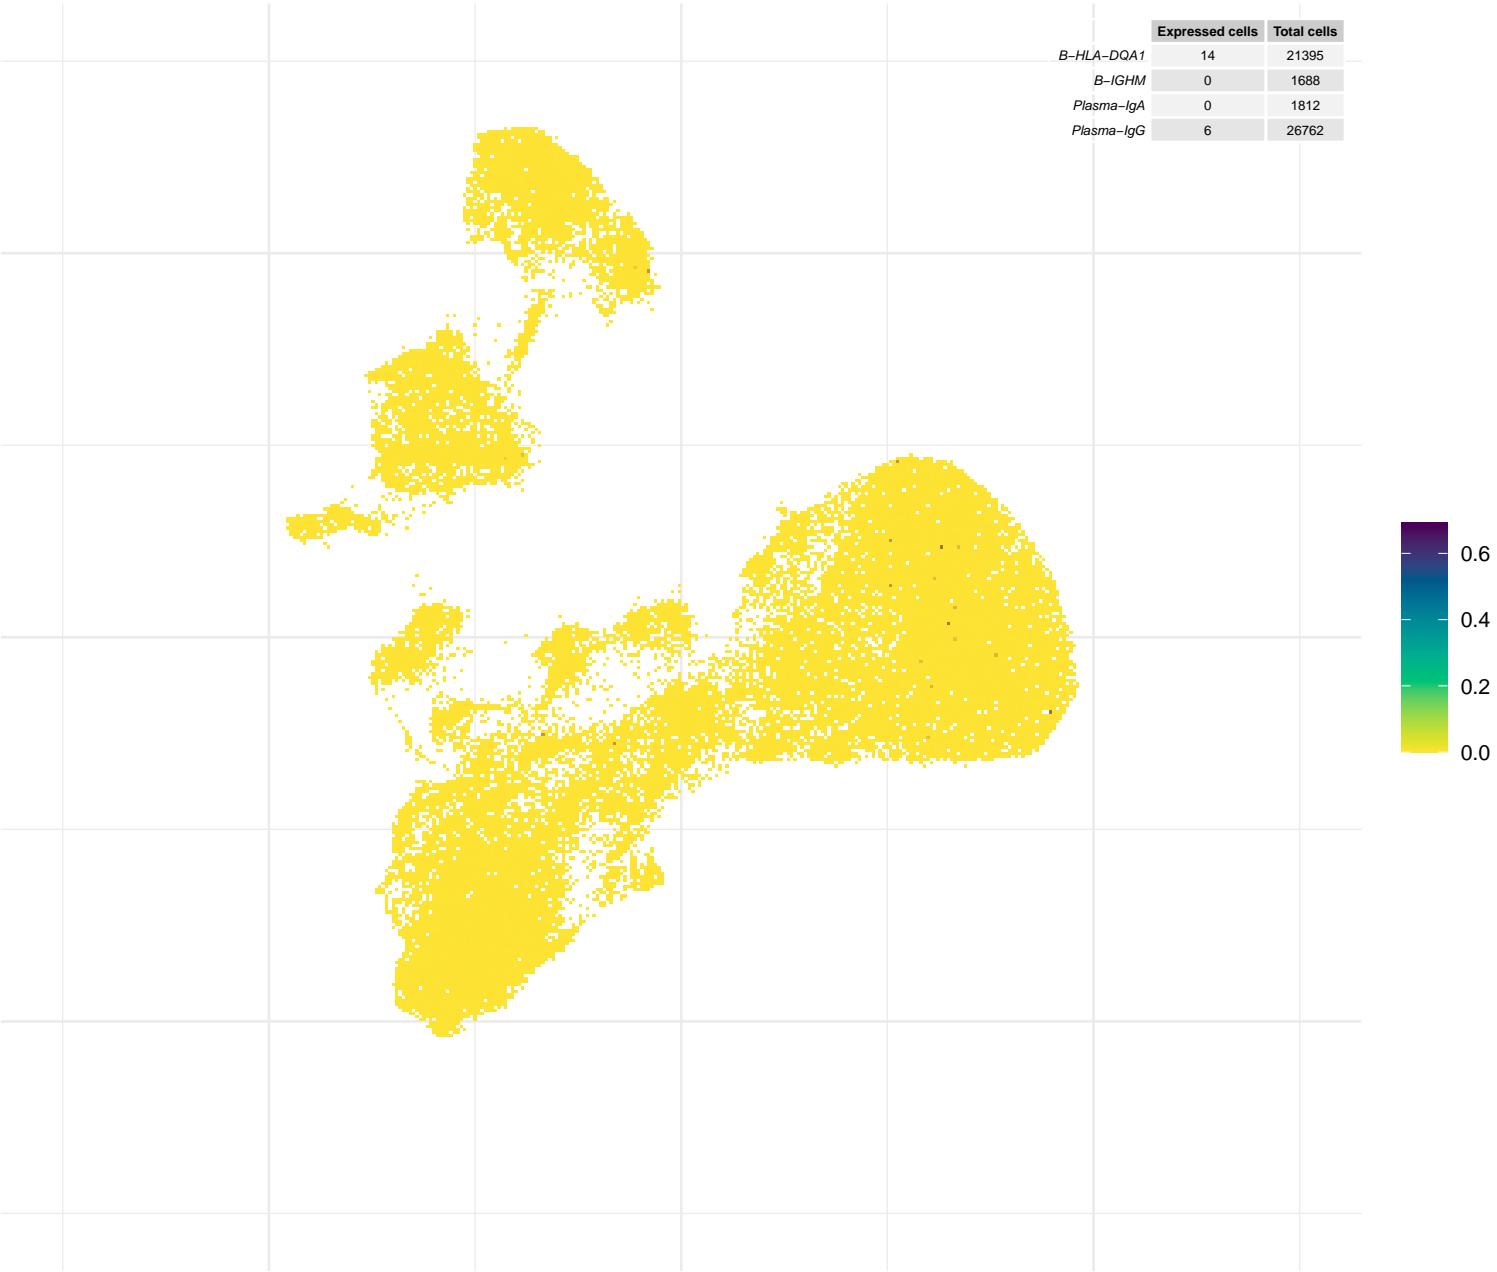 Expressed cells Total cells
B−HLA−DQA1 14 21395
B−IGHM 0 1688
Plasma−IgA 0 1812
Plasma−IgG 6 26762
0.6
0.4
0.2
0.0